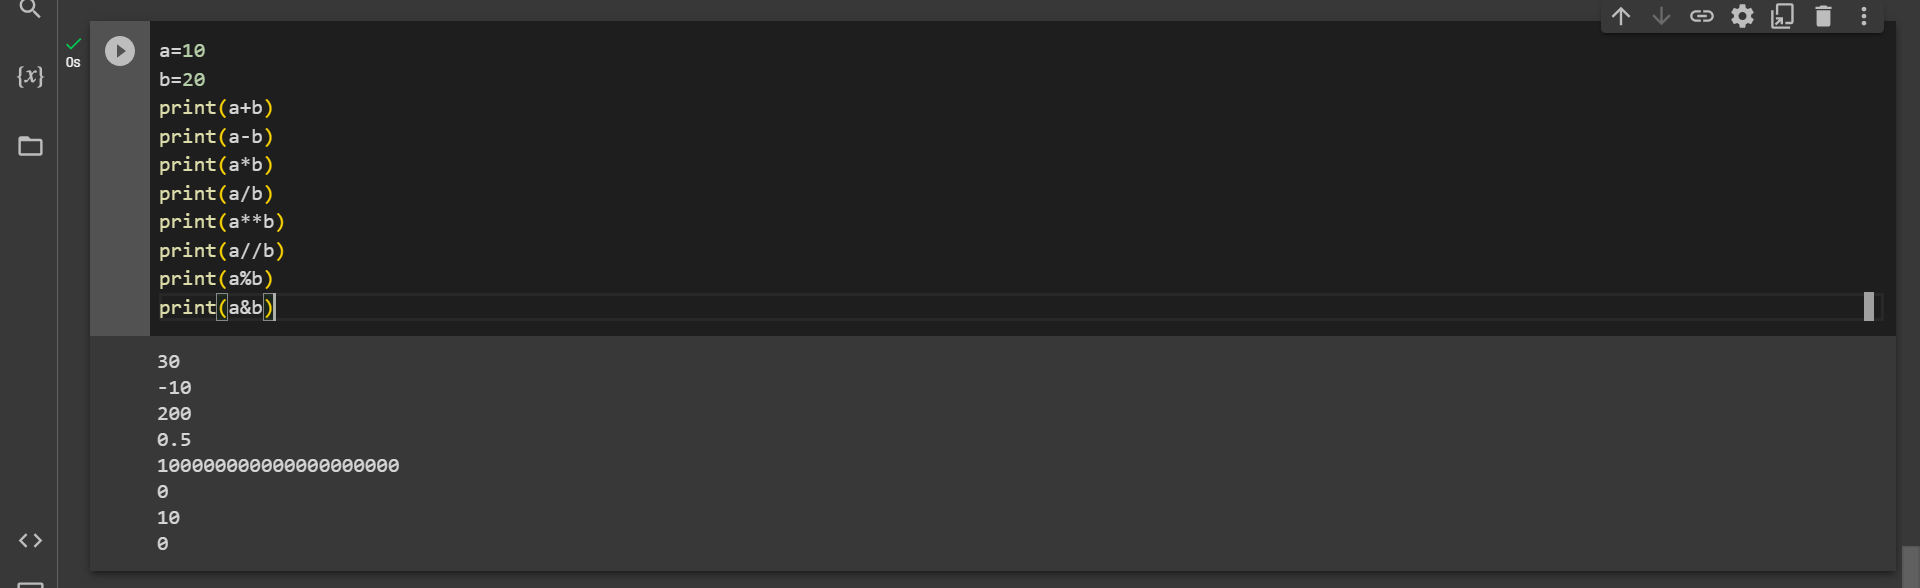 {x}
0s
a=10
b=20
print(a+b)
print(a-b)
print(a*b)
print(a/b)
print(a**b)
print(a//b)
print(a%b)
print(a&b)
30
-10
200
0.5
100000000000000000000
0
10
0